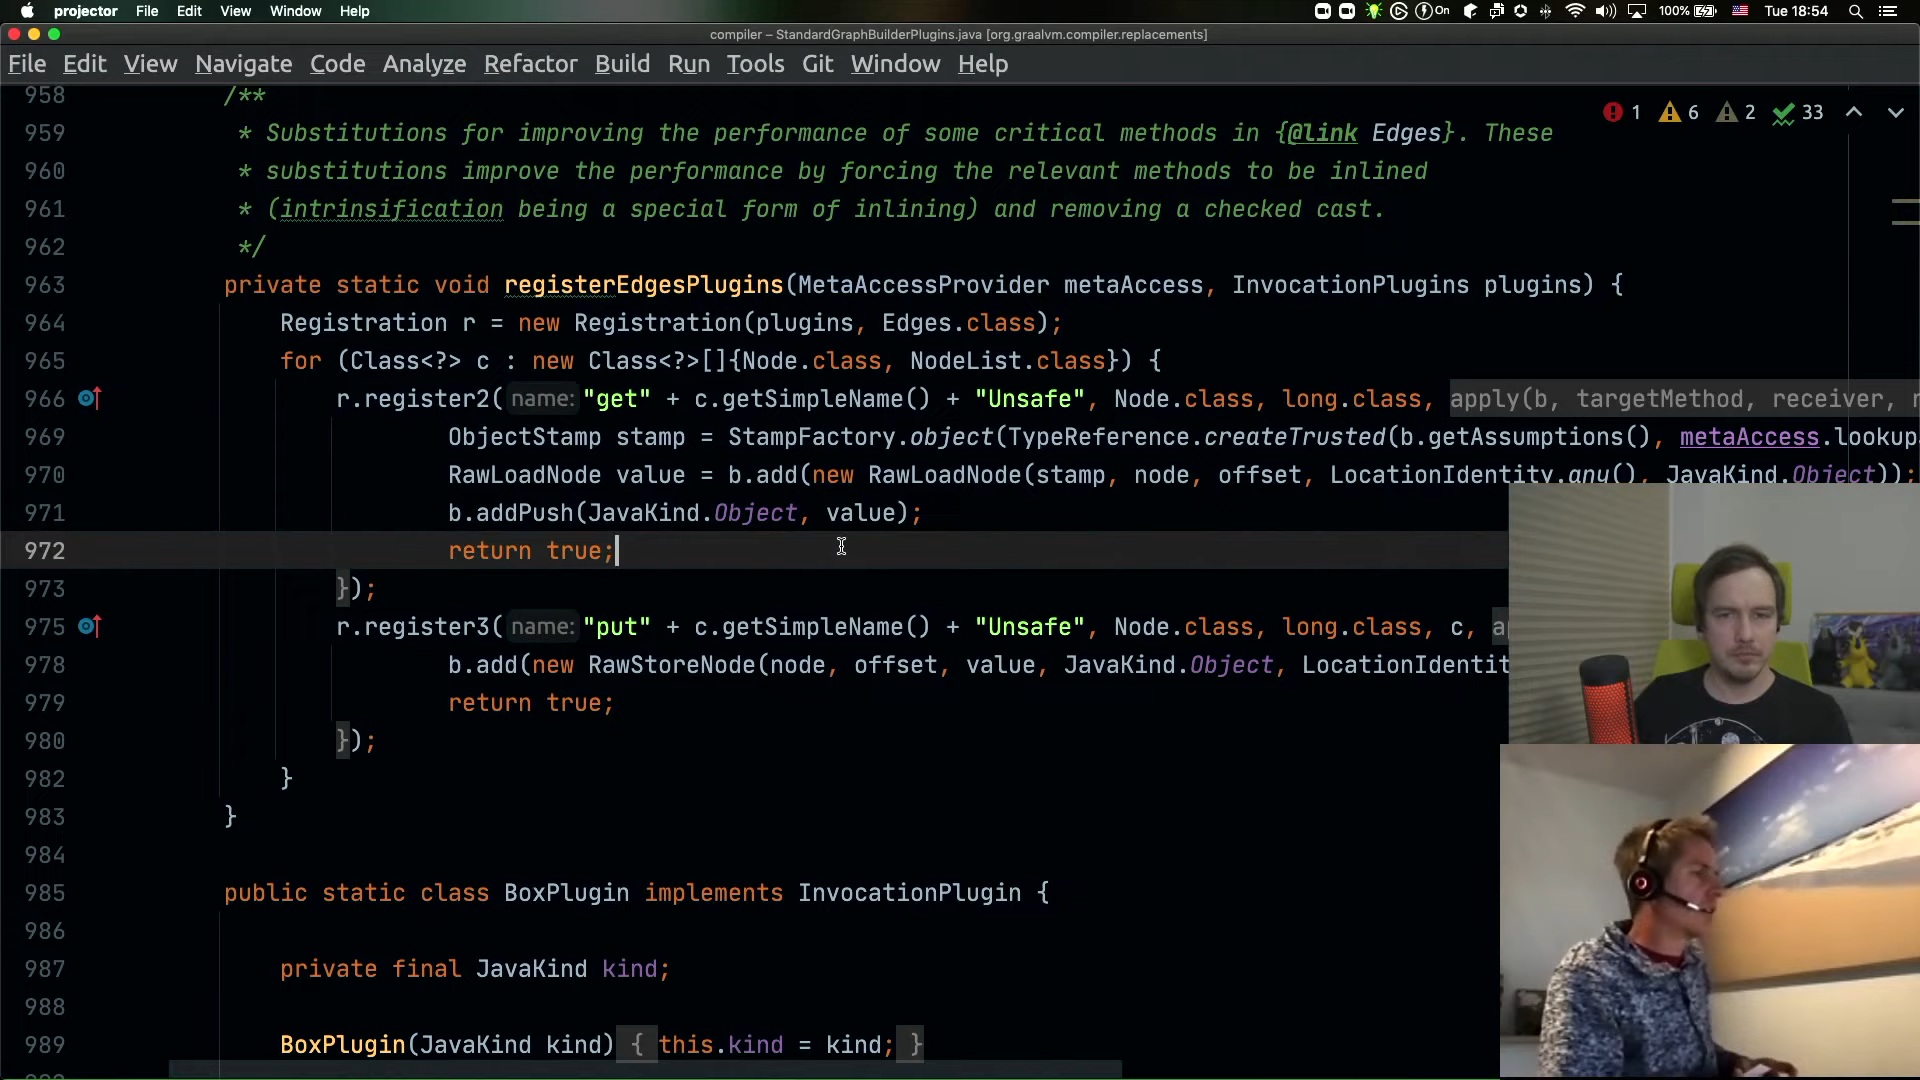 projector File Edit View Window Help On 100% Tue 18:54
compiler – StandardGraphBuilderPlugins.java [org.graalvm.compiler.replacements]
File Edit View Navigate Code Analyze Refactor Build Run Tools Git Window Help
958 /**
1 6 2 33
959 * Substitutions for improving the performance of some critical methods in {@link Edges}. These
960 * substitutions improve the performance by forcing the relevant methods to be inlined
961 * (intrinsification being a special form of inlining) and removing a checked cast.
962 */
963 private static void registerEdgesPlugins(MetaAccessProvider metaAccess, InvocationPlugins plugins) {
964 Registration r = new Registration(plugins, Edges.class);
965 for (Class<?> c : new Class<?>[]{Node.class, NodeList.class}) {
966 r.register2( name: "get" + c.getSimpleName() + "Unsafe", Node.class, long.class, apply(b, targetMethod, receiver, n
969 ObjectStamp stamp = StampFactory.object(TypeReference.createTrusted(b.getAssumptions(), metaAccess.lookup
970 RawLoadNode value = b.add(new RawLoadNode(stamp, node, offset, LocationIdentity.any(), JavaKind.Object));
971 b.addPush(JavaKind.Object, value);
972 return true;
973 });
975 r.register3( name: "put" + c.getSimpleName() + "Unsafe", Node.class, long.class, c, a
978 b.add(new RawStoreNode(node, offset, value, JavaKind.Object, LocationIdentit
979 return true;
980 });
982 }
983 }
984
985 public static class BoxPlugin implements InvocationPlugin {
986
987 private final JavaKind kind;
988
989 BoxPlugin(JavaKind kind) { this.kind = kind; }